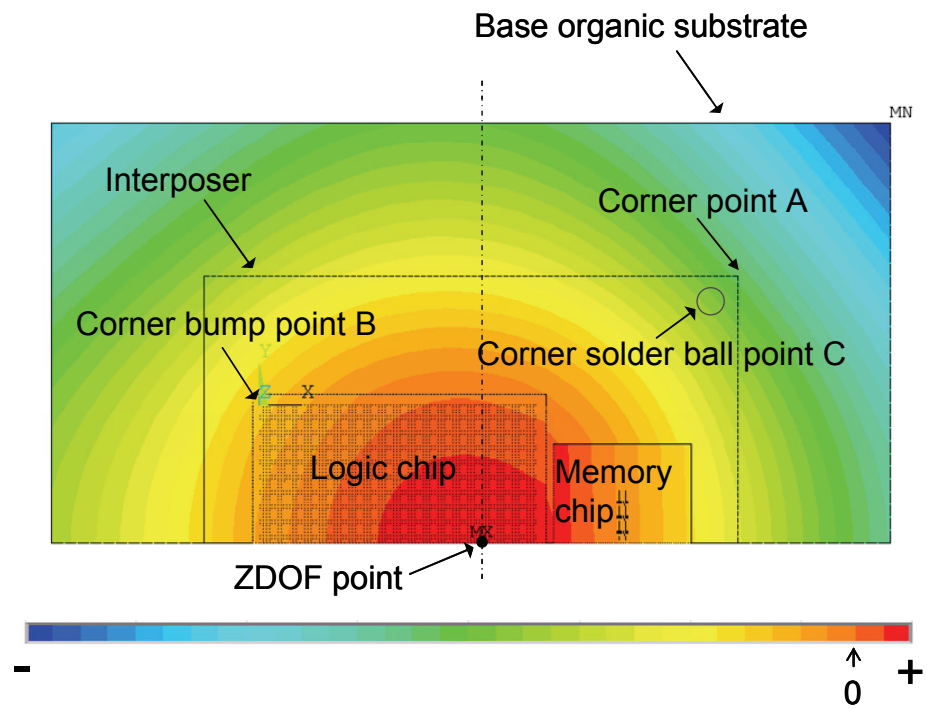 Base organic substrate
MN
Interposer
Corner point A
Corner bump point B
Corner solder ball point C
Y
Z
X
Logic chip
Memory
chip
MX
ZDOF point
-
+
0